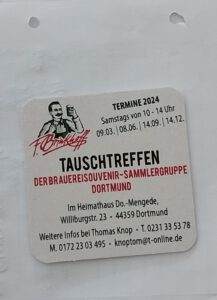 TERMINE 2024
Samstags von 10 - 14 Uhr
09.03. | 08.06. | 14.09. | 14.12.
F. Brinkhoff
TAUSCHTREFFEN
DER BRAUEREISOUVENIR-SAMMLERGRUPPE
DORTMUND
Im Heimathaus Do.-Mengede,
Williburgstr. 23 - 44359 Dortmund
Weitere Infos bei Thomas Knop - T. 0231 33 53 78
M. 0172 23 03 495 - knoptom@t-online.de